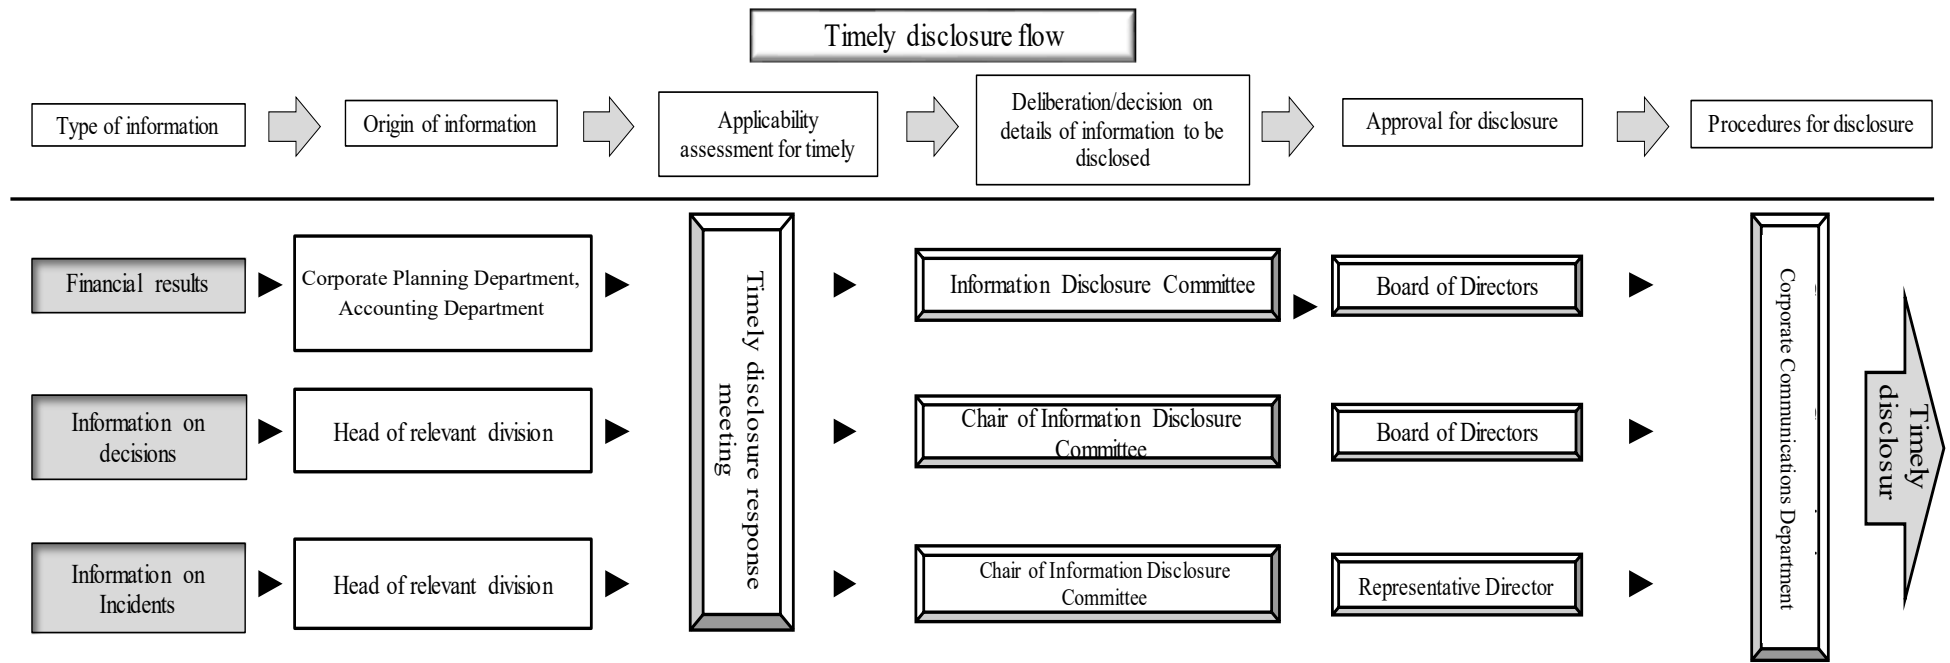 Timely disclosure flow
Type of information
Origin of information
Applicability
assessment for timely
Deliberation/decision on
details of information to be
disclosed
Approval for disclosure
Procedures for disclosure
Financial results
Corporate Planning Department,
Accounting Department
Timely disclosure response
meeting
Information Disclosure Committee
Board of Directors
Corporate Communications Department
Timely
disclosur
Information on
decisions
Head of relevant division
Chair of Information Disclosure
Committee
Board of Directors
Information on
Incidents
Head of relevant division
Chair of Information Disclosure
Committee
Representative Director